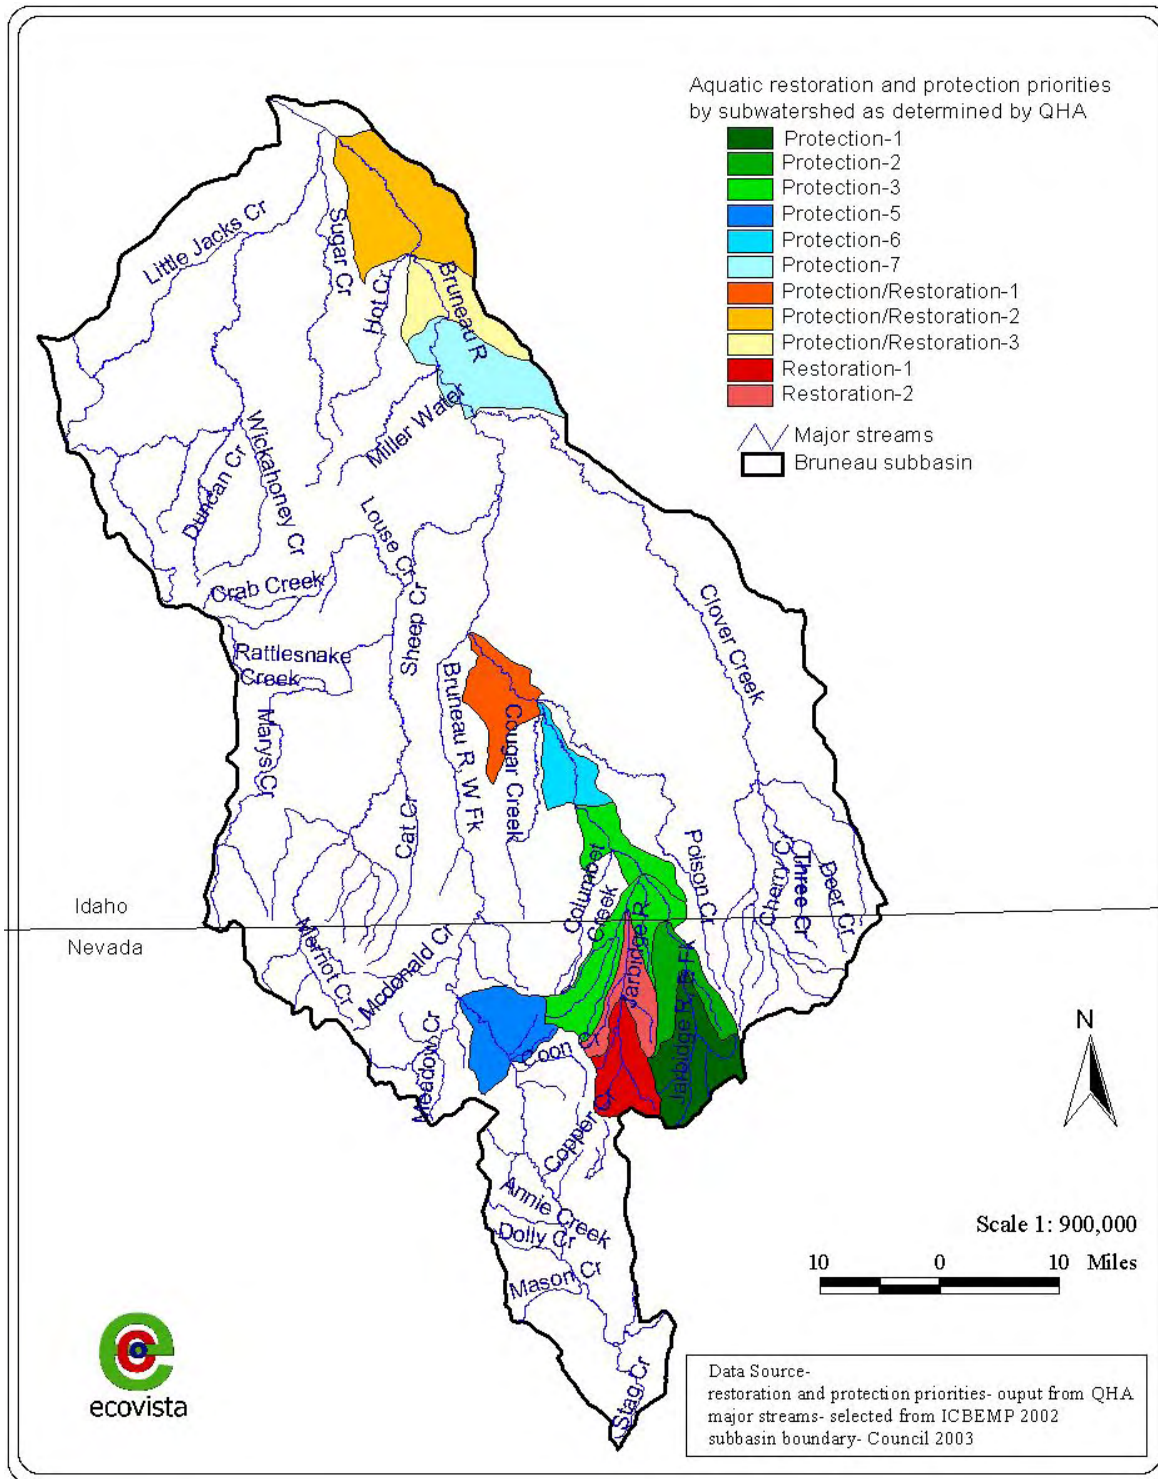 Aquatic restoration and protection priorities
by subwatershed as determined by QHA
Protection-1
Protection-2
Protection-3
Protection-5
Protection-6
Protection-7
Protection/Restoration-1
Protection/Restoration-2
Protection/Restoration-3
Restoration-1
Restoration-2
Major streams
Bruneau subbasin
Little Jacks Cr
Sugar Cr
Hot Cr
Bruneau R
Miller Water
Wickahoney Cr
Duncan Cr
Louse Cr
Crab Creek
Sheep Cr
Clover Creek
Rattlesnake
Creek
Marys Cr
Bruneau R W Fk
Cougar Creek
Cat Cr
Columbet
Creek
Poison Cr
Cherry Cr
Three Cr
Deer Cr
Idaho
Nevada
Merriot Cr
Mcdonald Cr
Jarbidge R
Jarbidge R, E Fk
Meadow Cr
Coon Cr
Copper Cr
Annie Creek
Dolly Cr
Mason Cr
Stag Cr
N
Scale 1: 900,000
10 0 10 Miles
ecovista
Data Source-
restoration and protection priorities- ouput from QHA
major streams- selected from ICBEMP 2002
subbasin boundary- Council 2003